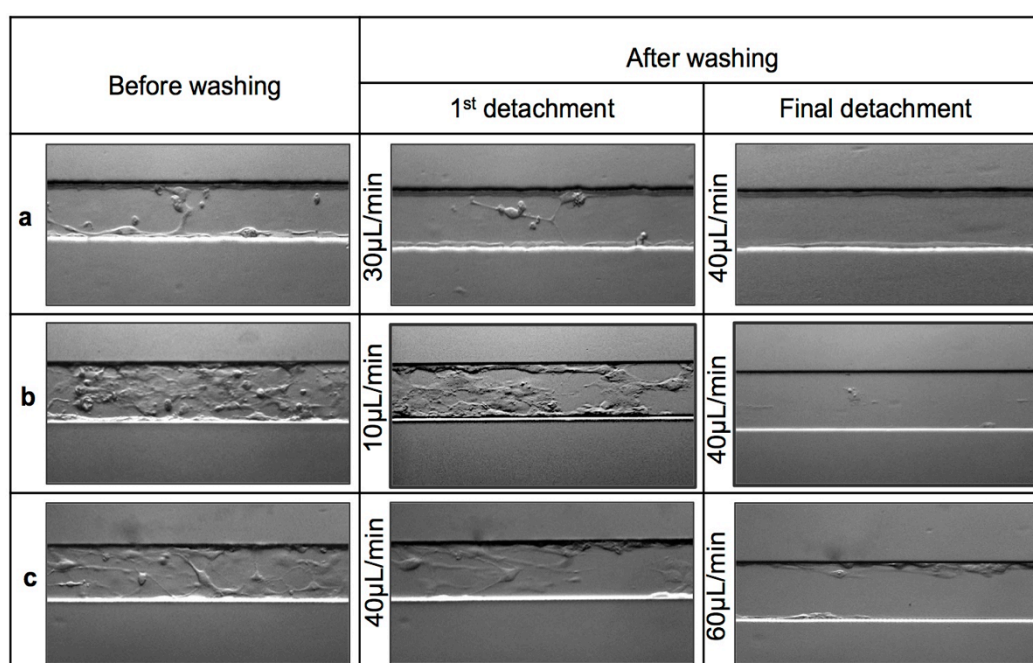 Before washing
After washing
1st detachment
Final detachment
a
30µL/min
40µL/min
b
10µL/min
40µL/min
c
40µL/min
60µL/min